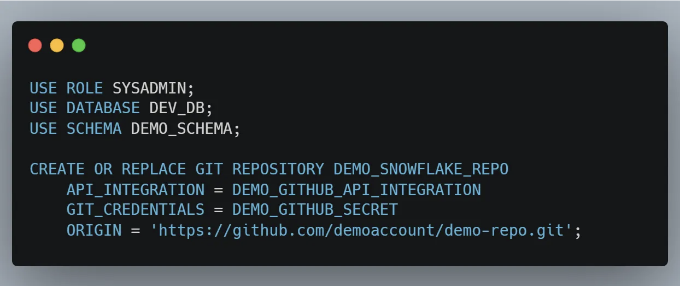 USE ROLE SYSADMIN;
USE DATABASE DEV_DB;
USE SCHEMA DEMO_SCHEMA;
CREATE OR REPLACE GIT REPOSITORY DEMO_SNOWFLAKE_REPO
API_INTEGRATION = DEMO_GITHUB_API_INTEGRATION
GIT_CREDENTIALS = DEMO_GITHUB_SECRET
ORIGIN = 'https://github.com/demoaccount/demo-repo.git';